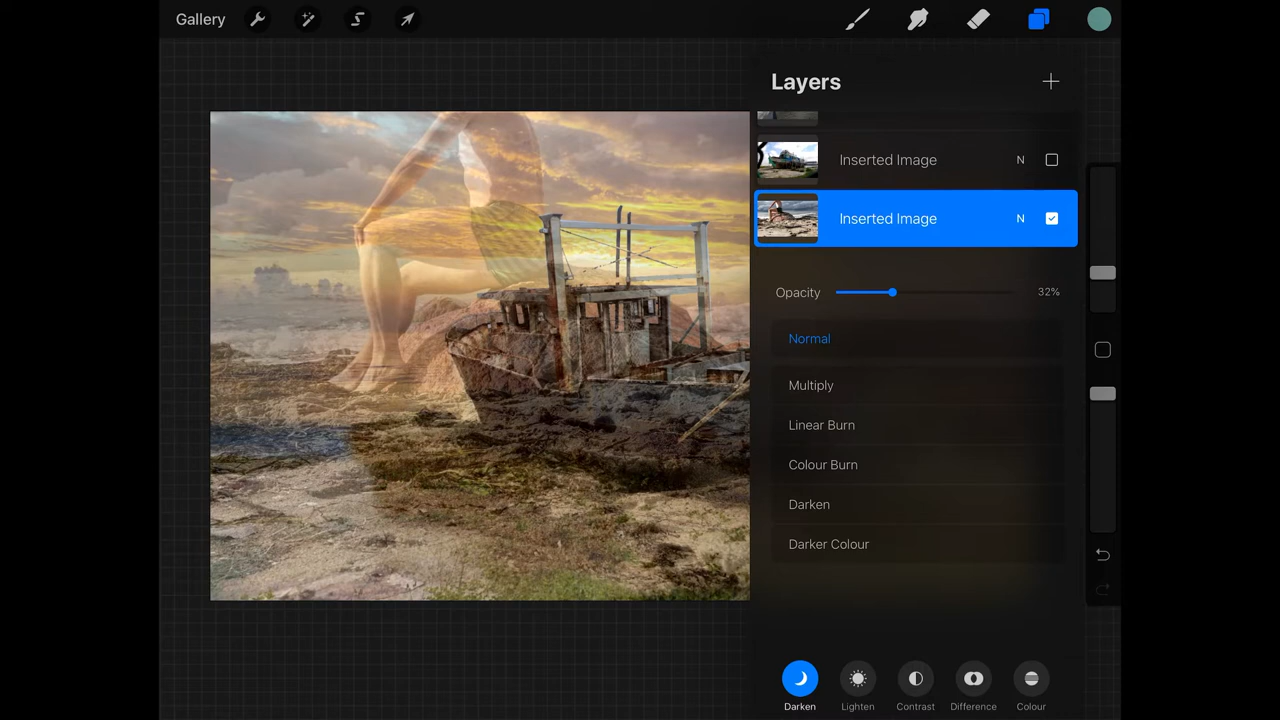 Gallery
Layers
Inserted Image N
Inserted Image N
Opacity 32%
Normal
Multiply
Linear Burn
Colour Burn
Darken
Darker Colour
Darken Lighten Contrast Difference Colour